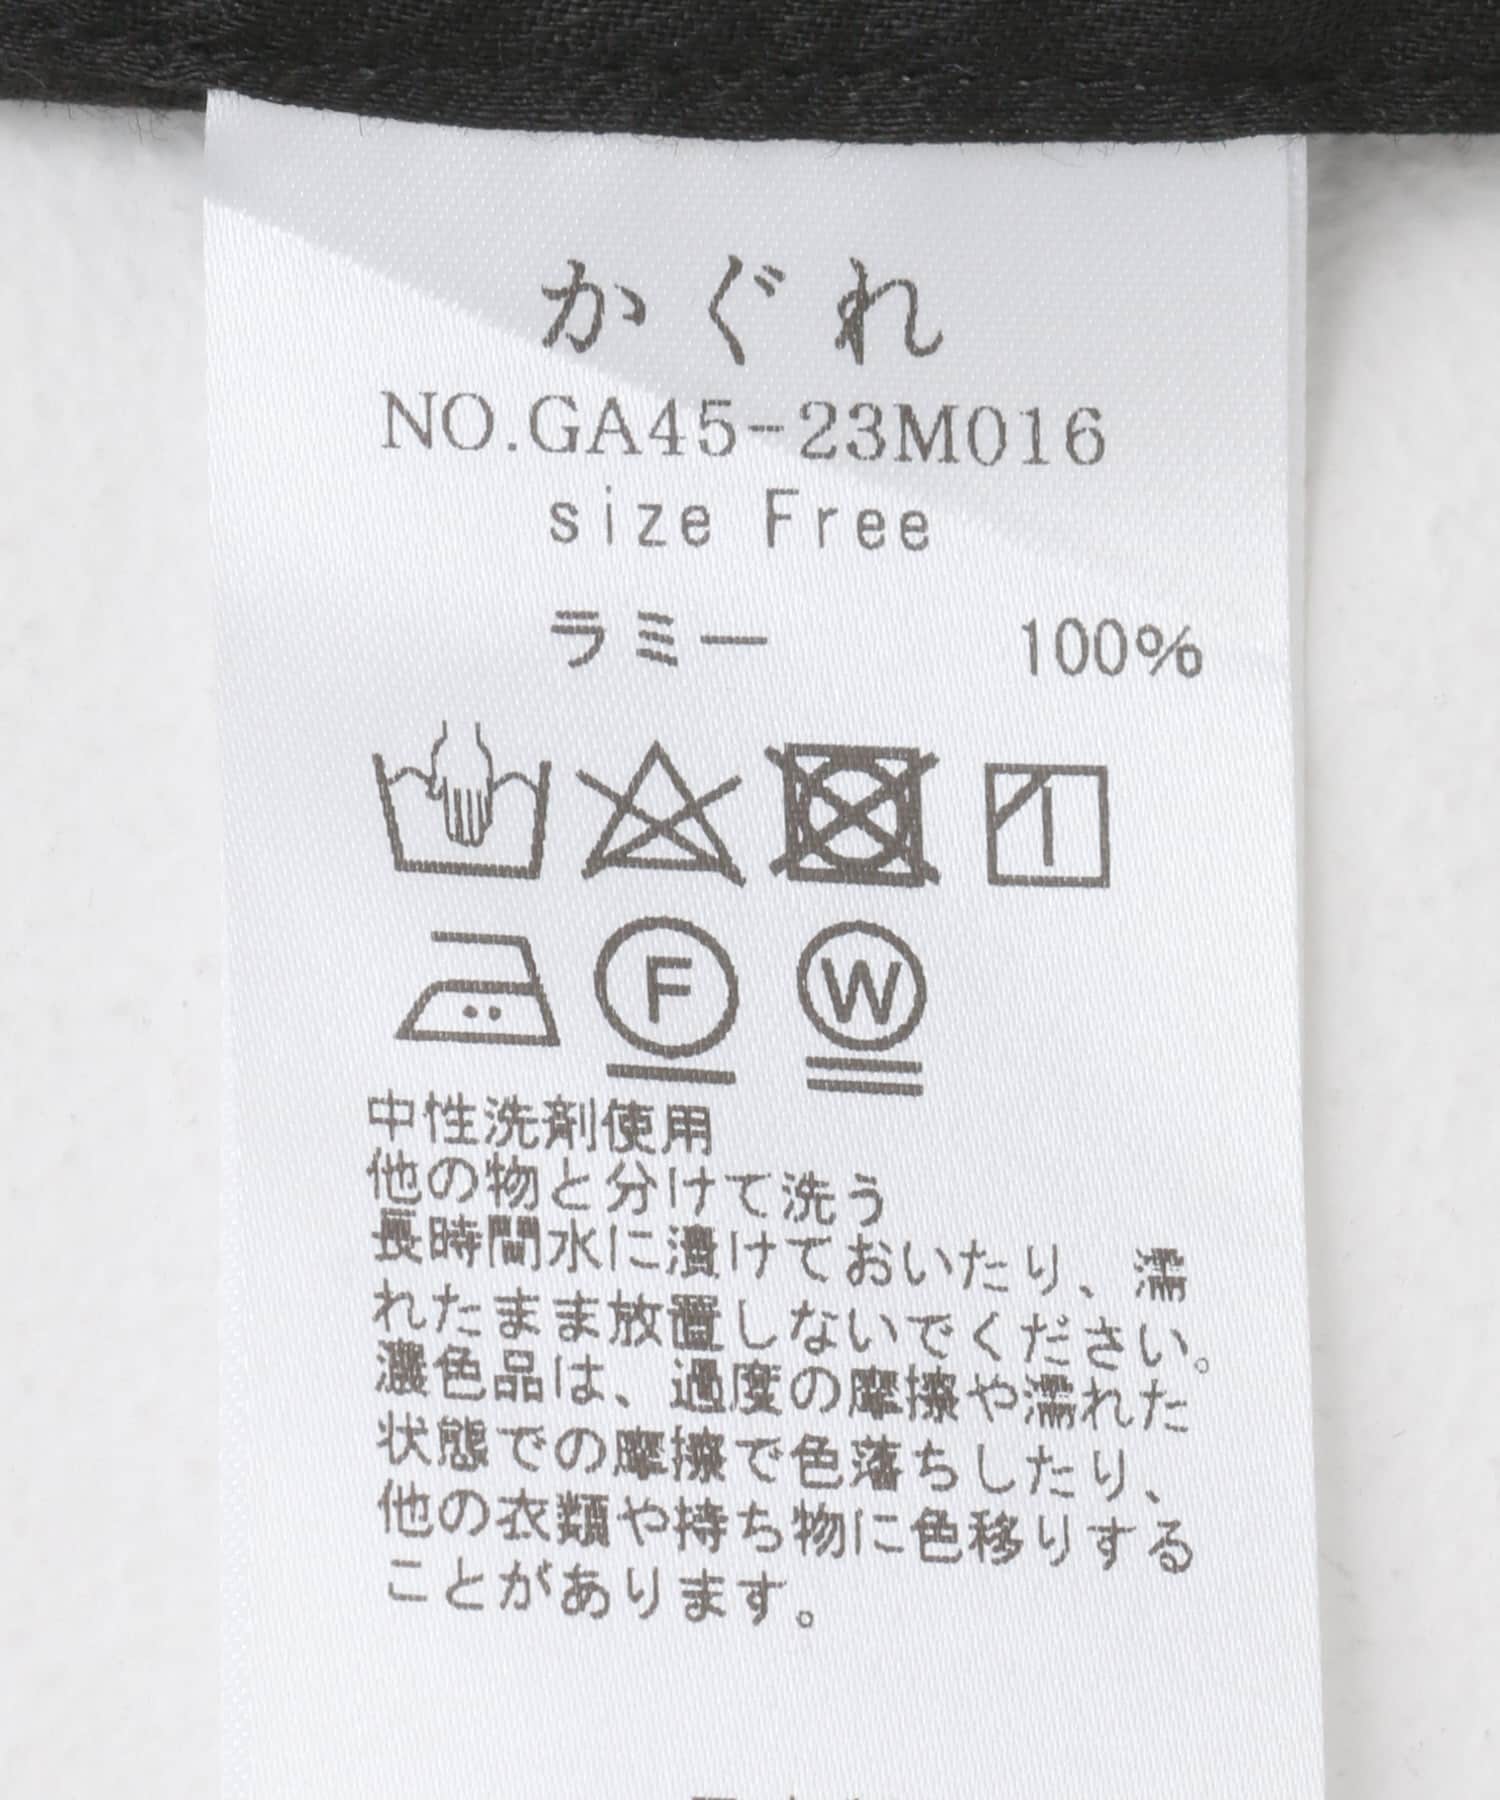 かぐれ
NO.GA45-23M016
size Free
ラミー 100%
F W
中性洗剤使用
他の物と分けて洗う
長時間水に漬けておいたり、濡
れたまま放置しないでください。
濃色品は、過度の摩擦や濡れた
状態での摩擦で色落ちしたり、
他の衣類や持ち物に色移りする
ことがあります。